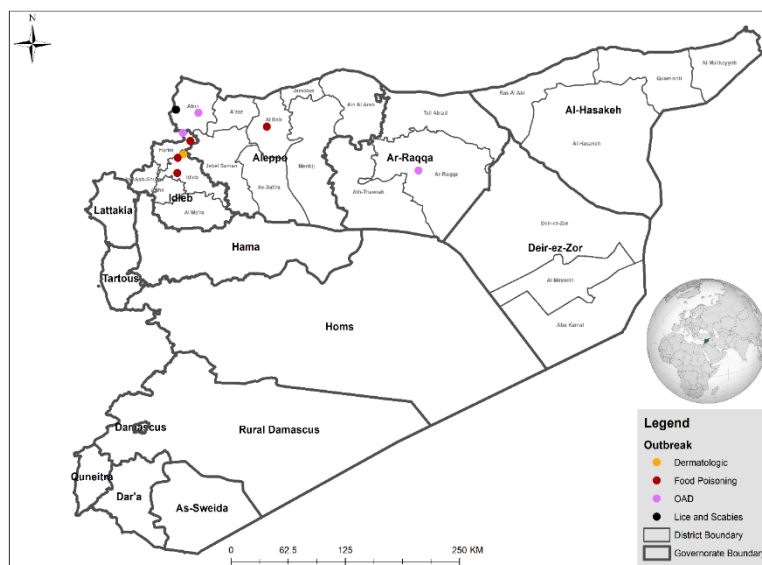 N
Al-Malikeyyeh
Quamishli
Jarablus
Ain Al Arab
Ras Al Ain
Afrin
A'zaz
Tell Abiad
Al-Hasakeh
Al Bab
Al-Hasakeh
Harim
Aleppo
Menbij
Ar-Raqqa
Jebel Saman
Idleb
Ar-Raqqa
As-Safira
Ath-Thawrah
Idleb
Al Ma'ra
Lattakia
Deir-ez-Zor
Hama
Deir-ez-Zor
Tartous
Al Mayadin
Homs
Abu Kamal
Legend
Outbreak
Damascus
Rural Damascus
Dermatologic
Food Poisoning
Quneitra
OAD
Dar'a
As-Sweida
Lice and Scabies
District Boundary
Governorate Boundary
0 62.5 125 250 KM